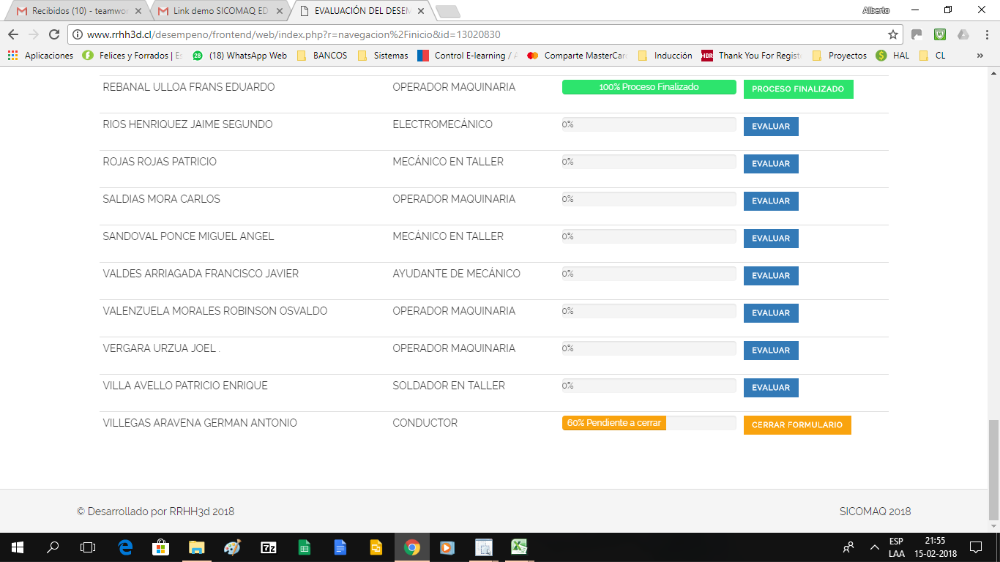 Recibidos (10) - teamwor
Link demo SICOMAQ ED
EVALUACIÓN DEL DESEM
Alberto
www.rrhh3d.cl/desempeno/frontend/web/index.php?r=navegacion%2Finicio&id=13020830
Aplicaciones
Felices y Forrados | Es
28
(18) WhatsApp Web
BANCOS
Sistemas
Control E-learning / A
Comparte MasterCard
Inducción
HBR
Thank You For Registe
Proyectos
HAL
CL
»
REBANAL ULLOA FRANS EDUARDO OPERADOR MAQUINARIA 100% Proceso Finalizado PROCESO FINALIZADO
RIOS HENRIQUEZ JAIME SEGUNDO ELECTROMECÁNICO 0% EVALUAR
ROJAS ROJAS PATRICIO MECÁNICO EN TALLER 0% EVALUAR
SALDIAS MORA CARLOS OPERADOR MAQUINARIA 0% EVALUAR
SANDOVAL PONCE MIGUEL ANGEL MECÁNICO EN TALLER 0% EVALUAR
VALDES ARRIAGADA FRANCISCO JAVIER AYUDANTE DE MECÁNICO 0% EVALUAR
VALENZUELA MORALES ROBINSON OSVALDO OPERADOR MAQUINARIA 0% EVALUAR
VERGARA URZUA JOEL . OPERADOR MAQUINARIA 0% EVALUAR
VILLA AVELLO PATRICIO ENRIQUE SOLDADOR EN TALLER 0% EVALUAR
VILLEGAS ARAVENA GERMAN ANTONIO CONDUCTOR 60% Pendiente a cerrar CERRAR FORMULARIO
© Desarrollado por RRHH3d 2018
SICOMAQ 2018
7z
ESP
LAA
21:55
15-02-2018